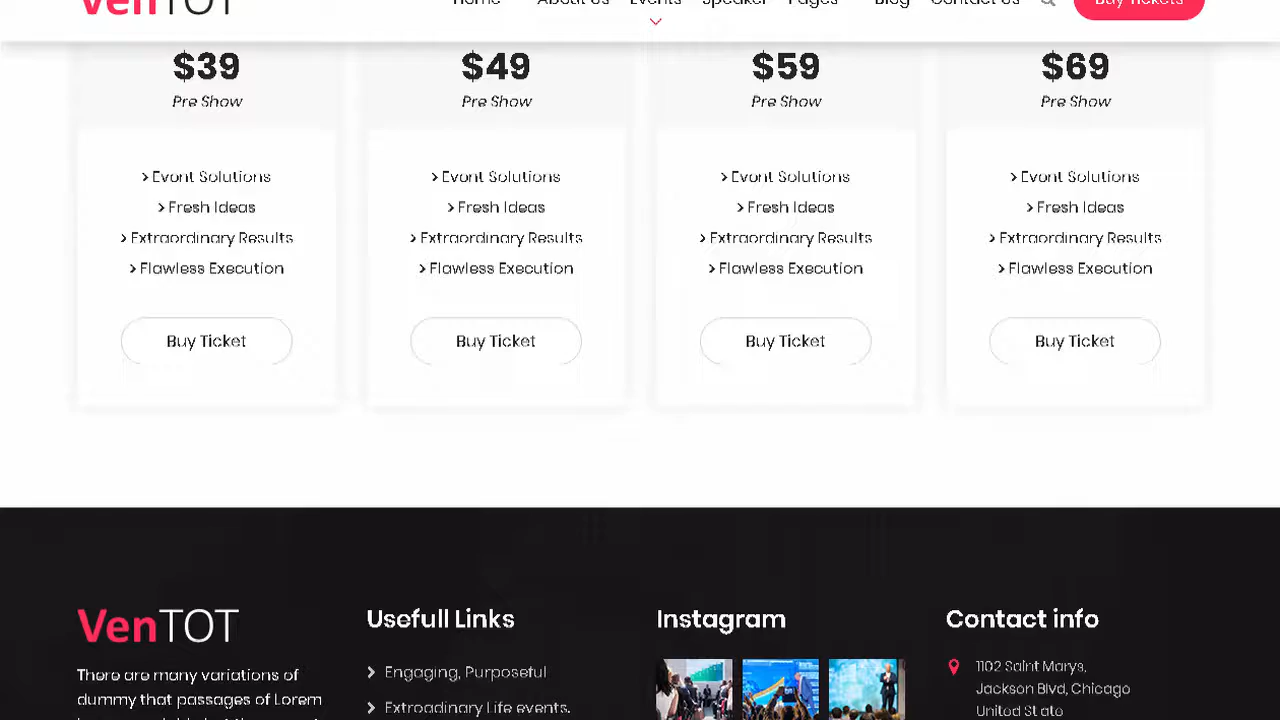 VenTOT
Home About Us Events Speaker Pages Blog Contact Us Buy Tickets
$39 $49 $59 $69
Pre Show Pre Show Pre Show Pre Show
Event Solutions Event Solutions Event Solutions Event Solutions
Fresh Ideas Fresh Ideas Fresh Ideas Fresh Ideas
Extraordinary Results Extraordinary Results Extraordinary Results Extraordinary Results
Flawless Execution Flawless Execution Flawless Execution Flawless Execution
Buy Ticket Buy Ticket Buy Ticket Buy Ticket
VenTOT
There are many variations of
dummy that passages of Lorem
Usefull Links
Engaging, Purposeful
Extroadinary Life events.
Instagram
Contact info
1102 Saint Marys,
Jackson Blvd, Chicago
United State